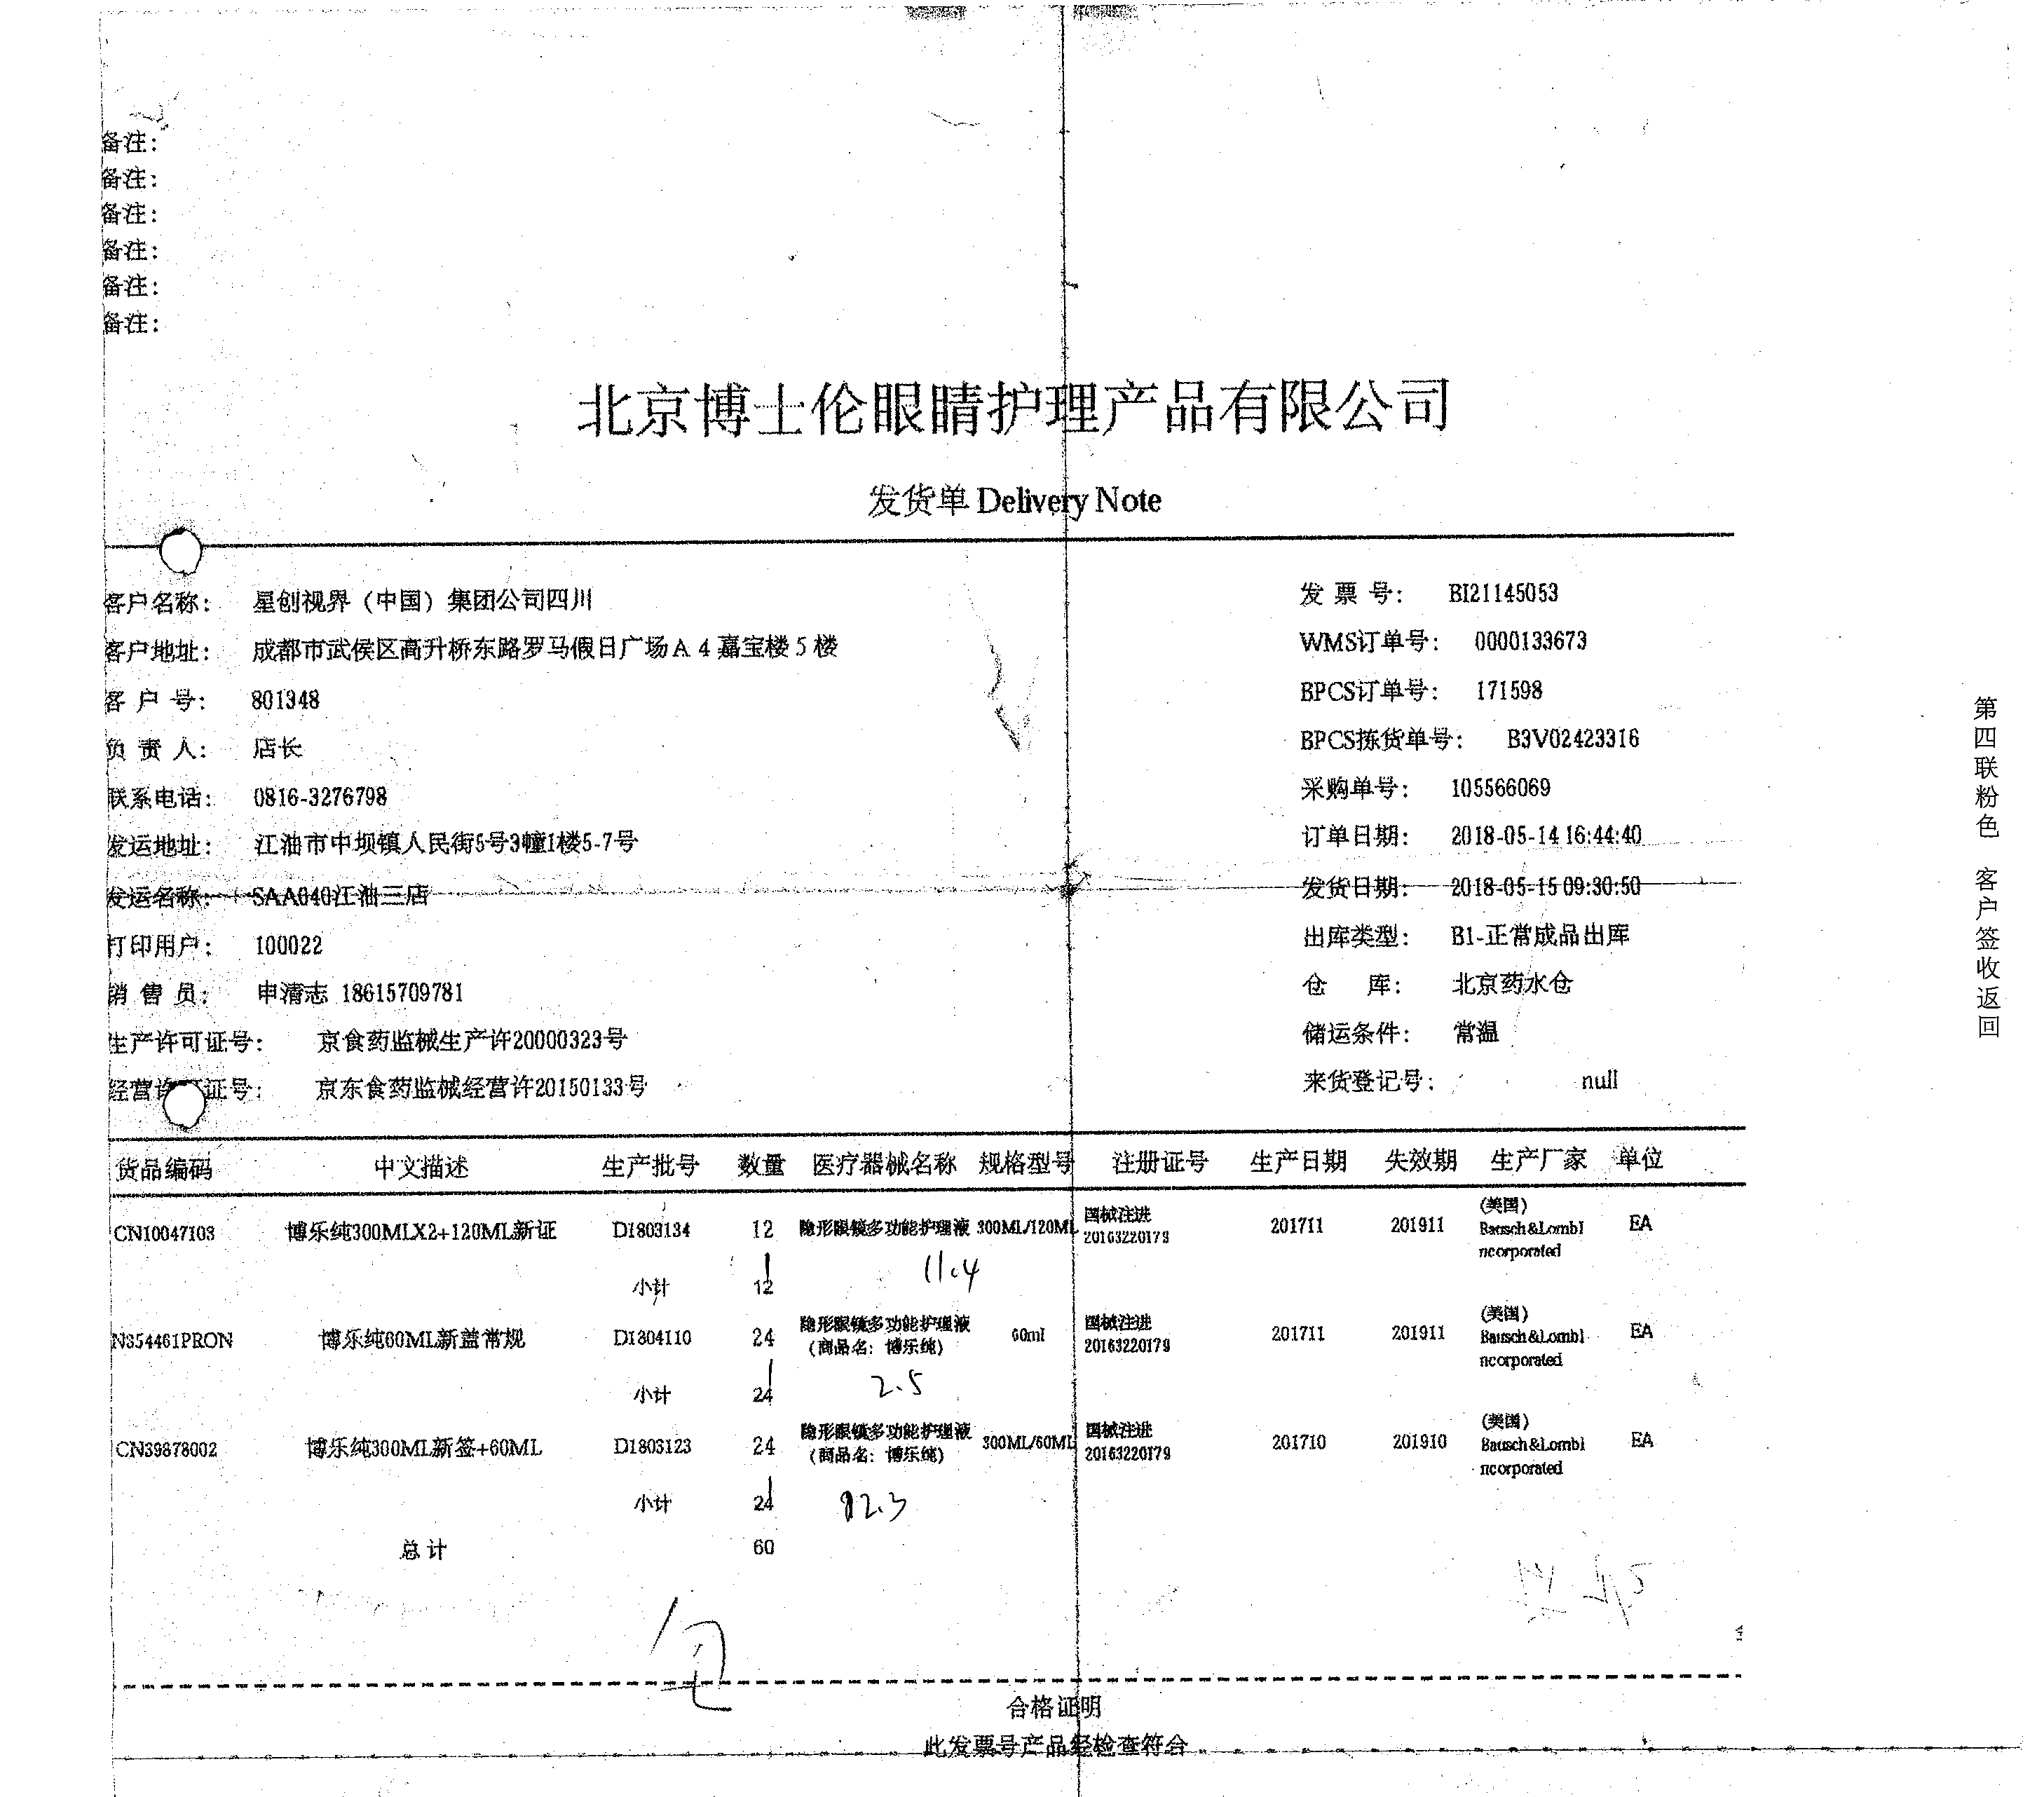 备注：
备注：
备注：
备注：
备注：
备注：
北京博士伦眼睛护理产品有限公司
发货单 Delivery Note
客户名称： 星创视界（中国）集团公司四川
客户地址： 成都市武侯区高升桥东路罗马假日广场A 4 嘉宝楼 5 楼
客 户 号： 801348
负 责 人： 店长
联系电话： 0816-3276798
发运地址： 江油市中坝镇人民街5号3幢1楼5-7号
发运名称： SAA040江油三店
打印用户： 100022
销 售 员： 申清志 18615709781
生产许可证号： 京食药监械生产许20000323号
经营许 证号： 京东食药监械经营许20150133号
发 票 号： BI21145053
WMS订单号： 0000133673
BPCS订单号： 171598
BPCS拣货单号： B3V02423316
采购单号： 105566069
订单日期： 2018-05-14 16:44:40
发货日期： 2018-05-15 09:30:50
出库类型： B1-正常成品出库
仓 库： 北京药水仓
储运条件： 常温
来货登记号： null
第四联粉色 客户签收返回
货品编码 中文描述 生产批号 数量 医疗器械名称 规格型号 注册证号 生产日期 失效期 生产厂家 单位
CN10047103 博乐纯300MLX2+120ML新证 D1803134 12 隐形眼镜多功能护理液 300ML/120ML 国械注进 20163220179 201711 201911 (美国) Bausch&LombI ncorporated EA
小计 12 11.4
N354461PRON 博乐纯60ML新盖常规 D1804110 24 隐形眼镜多功能护理液 （商品名：博乐纯） 60ml 国械注进 20163220179 201711 201911 (美国) Bausch&LombI ncorporated EA
小计 24 2.5
CN39878002 博乐纯300ML新签+60ML D1803123 24 隐形眼镜多功能护理液 （商品名：博乐纯） 300ML/60ML 国械注进 20163220179 201710 201910 (美国) Bausch&LombI ncorporated EA
小计 24 12.3
总计 60
合格证明
此发票号产品经检查符合